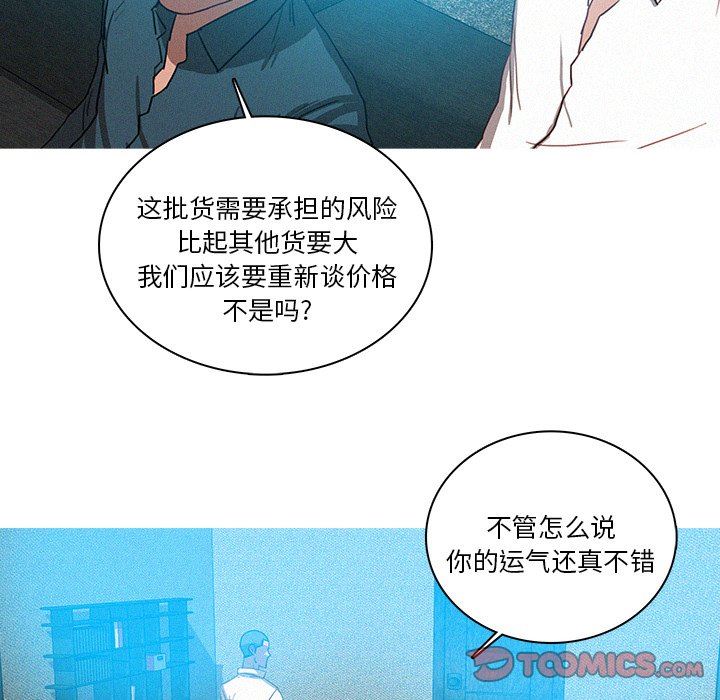 这批货需要承担的风险
比起其他货要大
我们应该要重新谈价格
不是吗?
不管怎么说
你的运气还真不错
TOOMICS.COM